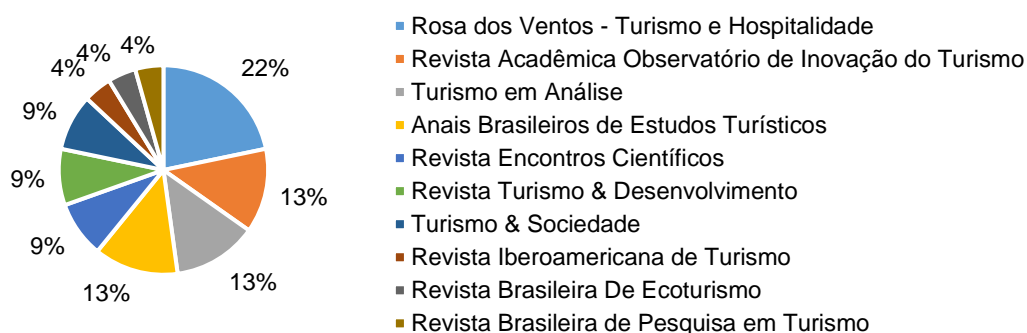 4%
4%
4%
22%
9%
9%
13%
9%
13%
13%
Rosa dos Ventos - Turismo e Hospitalidade
Revista Acadêmica Observatório de Inovação do Turismo
Turismo em Análise
Anais Brasileiros de Estudos Turísticos
Revista Encontros Científicos
Revista Turismo & Desenvolvimento
Turismo & Sociedade
Revista Iberoamericana de Turismo
Revista Brasileira De Ecoturismo
Revista Brasileira de Pesquisa em Turismo